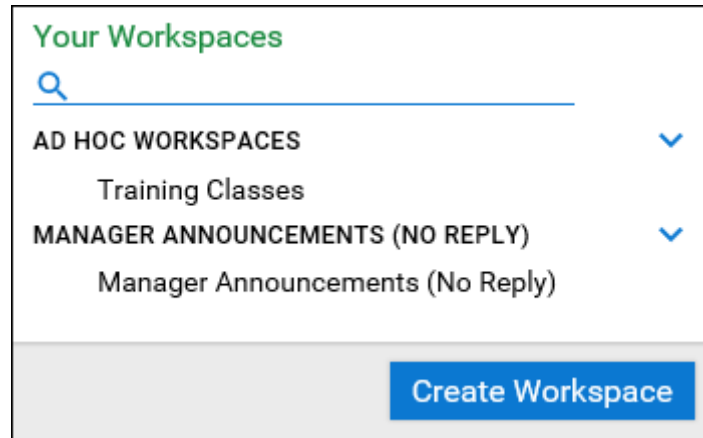 Your Workspaces
AD HOC WORKSPACES
Training Classes
MANAGER ANNOUNCEMENTS (NO REPLY)
Manager Announcements (No Reply)
Create Workspace